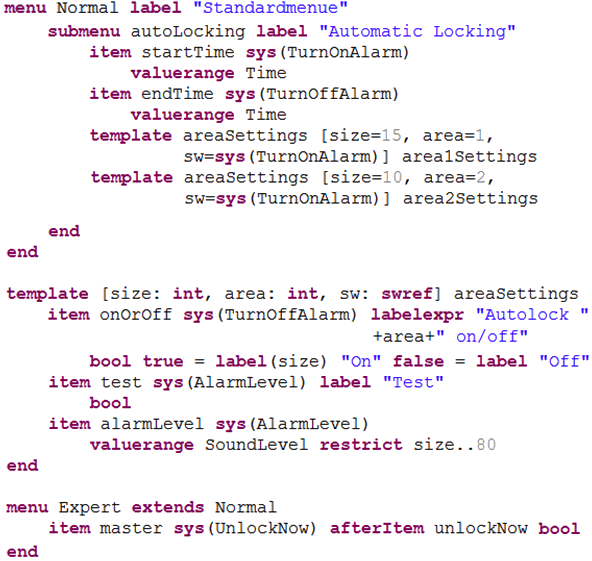 menu Normal label "Standardmenue"
submenu autoLocking label "Automatic Locking"
item startTime sys(TurnOnAlarm)
valuerange Time
item endTime sys(TurnOffAlarm)
valuerange Time
template areaSettings [size=15, area=1,
sw=sys(TurnOnAlarm)] area1Settings
template areaSettings [size=10, area=2,
sw=sys(TurnOnAlarm)] area2Settings
end
end
template [size: int, area: int, sw: swref] areaSettings
item onOrOff sys(TurnOffAlarm) labelexpr "Autolock "
+area+" on/off"
bool true = label(size) "On" false = label "Off"
item test sys(AlarmLevel) label "Test"
bool
item alarmLevel sys(AlarmLevel)
valuerange SoundLevel restrict size..80
end
menu Expert extends Normal
item master sys(UnlockNow) afterItem unlockNow bool
end